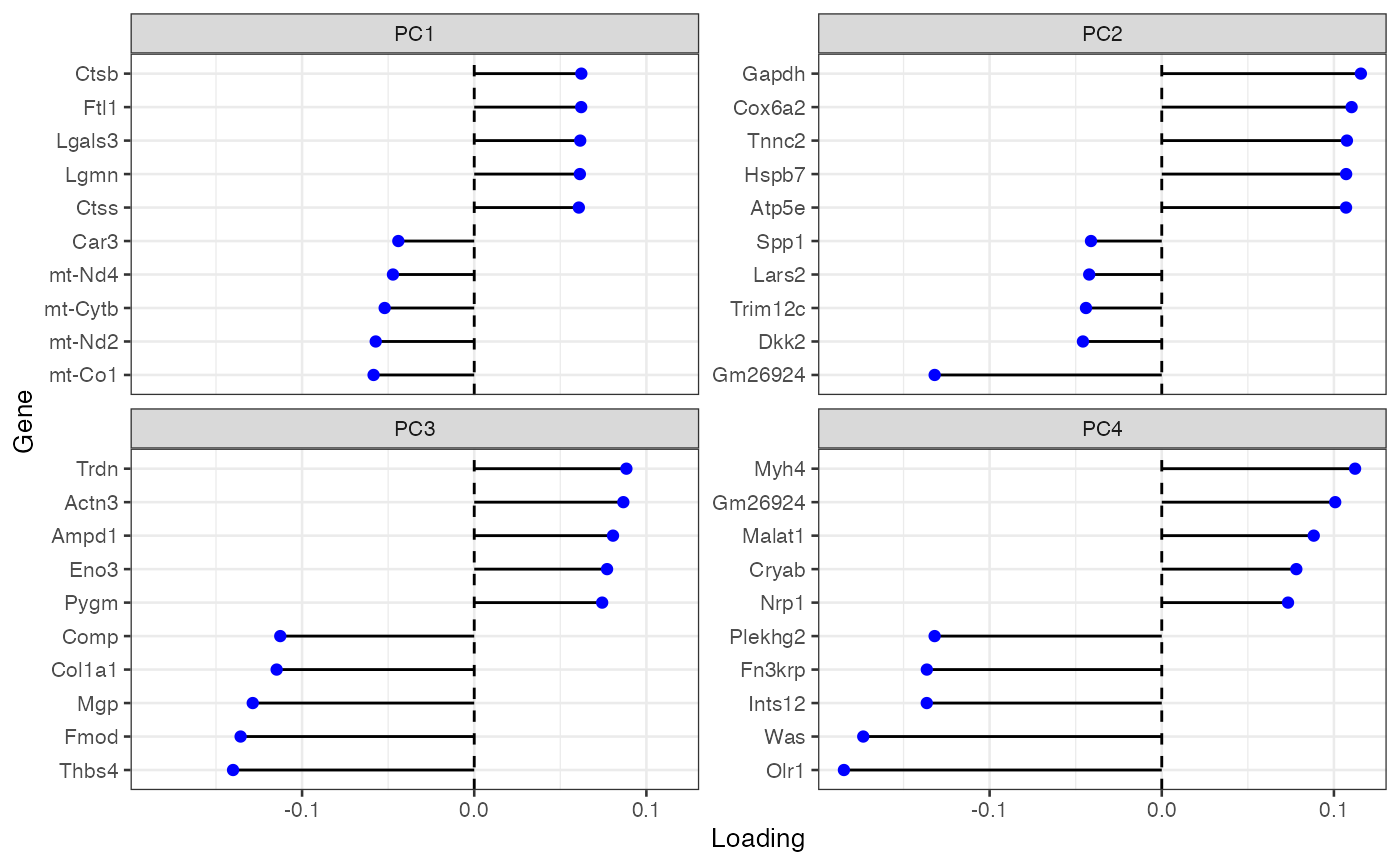 PC1
Ctsb
Ftl1
Lgals3
Lgmn
Ctss
Car3
mt-Nd4
mt-Cytb
mt-Nd2
mt-Co1
PC2
Gapdh
Cox6a2
Tnnc2
Hspb7
Atp5e
Spp1
Lars2
Trim12c
Dkk2
Gm26924
Gene
PC3
Trdn
Actn3
Ampd1
Eno3
Pygm
Comp
Col1a1
Mgp
Fmod
Thbs4
-0.1 0.0 0.1
PC4
Myh4
Gm26924
Malat1
Cryab
Nrp1
Plekhg2
Fn3krp
Ints12
Was
Olr1
-0.1 0.0 0.1
Loading